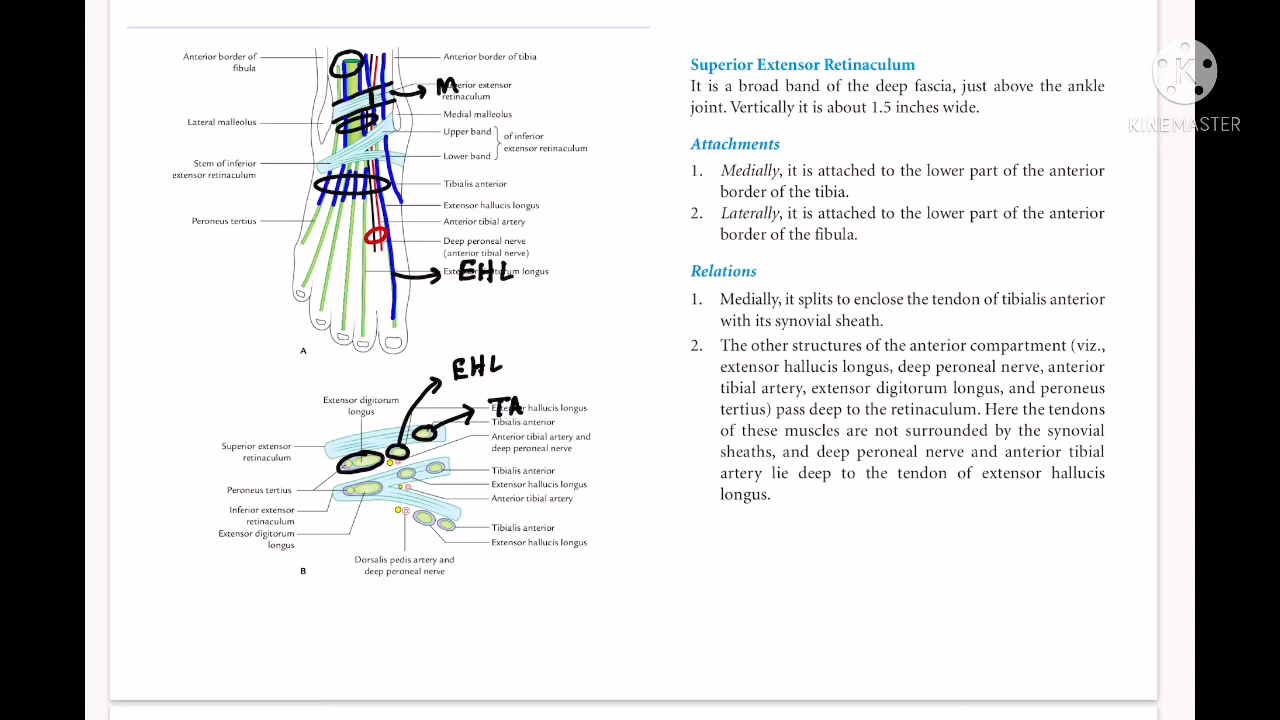 Anterior border of
fibula
Anterior border of tibia
M
Superior extensor
retinaculum
Medial malleolus
Lateral malleolus
Upper band
of inferior
extensor retinaculum
Lower band
Stem of inferior
extensor retinaculum
Tibialis anterior
Extensor hallucis longus
Peroneus tertius
Anterior tibial artery
Deep peroneal nerve
(anterior tibial nerve)
Extensor digitorum longus
EHL
A
EHL
Extensor digitorum
longus
TA
Extensor hallucis longus
Tibialis anterior
Anterior tibial artery and
deep peroneal nerve
Superior extensor
retinaculum
Tibialis anterior
Extensor hallucis longus
Anterior tibial artery
Peroneus tertius
Inferior extensor
retinaculum
Extensor digitorum
longus
Tibialis anterior
Extensor hallucis longus
Dorsalis pedis artery and
deep peroneal nerve
B
Superior Extensor Retinaculum
It is a broad band of the deep fascia, just above the ankle
joint. Vertically it is about 1.5 inches wide.
Attachments
1. Medially, it is attached to the lower part of the anterior
border of the tibia.
2. Laterally, it is attached to the lower part of the anterior
border of the fibula.
Relations
1. Medially, it splits to enclose the tendon of tibialis anterior
with its synovial sheath.
2. The other structures of the anterior compartment (viz.,
extensor hallucis longus, deep peroneal nerve, anterior
tibial artery, extensor digitorum longus, and peroneus
tertius) pass deep to the retinaculum. Here the tendons
of these muscles are not surrounded by the synovial
sheaths, and deep peroneal nerve and anterior tibial
artery lie deep to the tendon of extensor hallucis
longus.
K
KINEMASTER